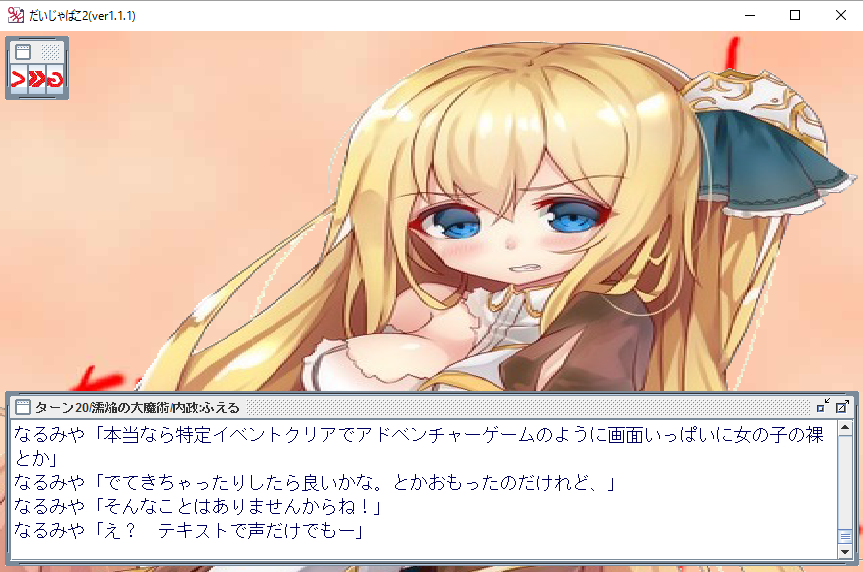 だいじゃぱこ2(ver1.1.1)
ターン20/濡焔の大魔術/内政:ふえる
なるみや「本当なら特定イベントクリアでアドベンチャーゲームのように画面いっぱいに女の子の裸
とか」
なるみや「でてきちゃったりしたら良いかな。とかおもったのだけれど、」
なるみや「そんなことはありませんからね！」
なるみや「え？　テキストで声だけでもー」